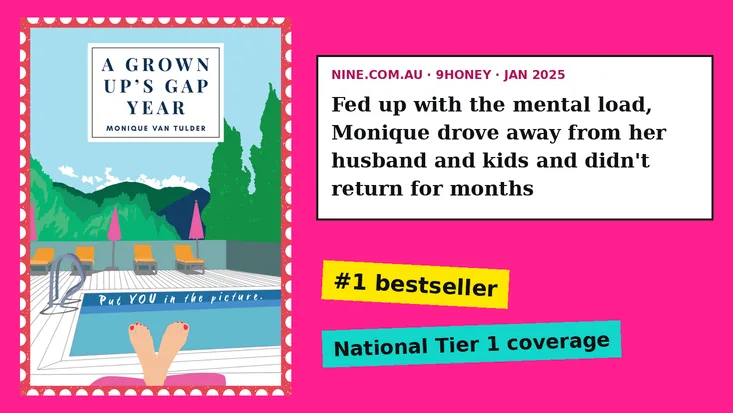 A GROWN
UP'S GAP
YEAR
MONIQUE VAN TULDER
Put YOU in the picture.
NINE.COM.AU · 9HONEY · JAN 2025
Fed up with the mental load,
Monique drove away from her
husband and kids and didn't
return for months
#1 bestseller
National Tier 1 coverage